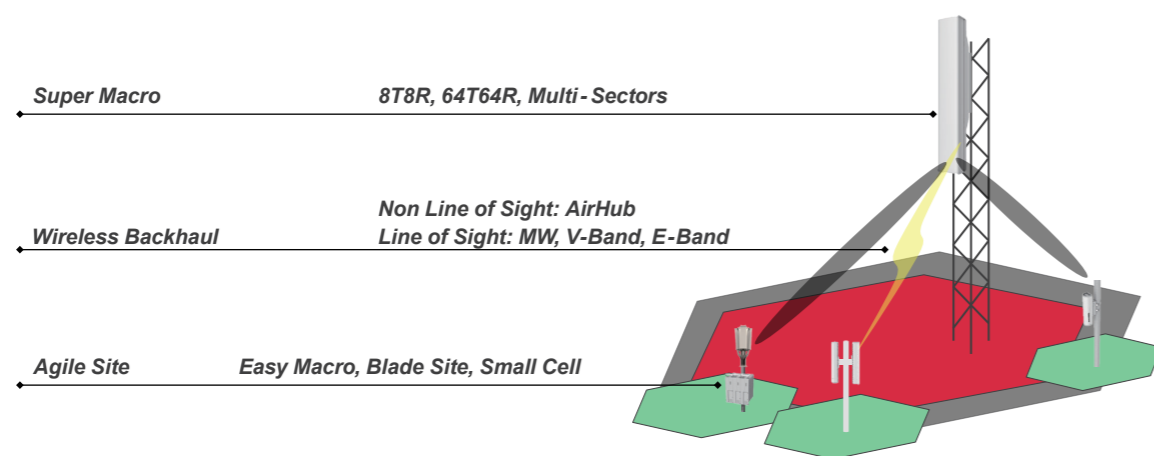 Super Macro 8T8R, 64T64R, Multi-Sectors
Non Line of Sight: AirHub
Wireless Backhaul Line of Sight: MW, V-Band, E-Band
Agile Site Easy Macro, Blade Site, Small Cell